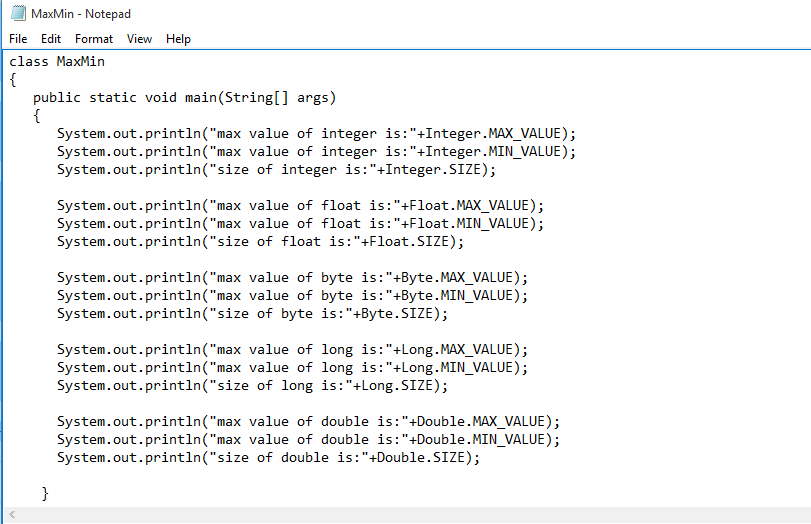 MaxMin - Notepad
File Edit Format View Help
class MaxMin
{
public static void main(String[] args)
{
System.out.println("max value of integer is:"+Integer.MAX_VALUE);
System.out.println("max value of integer is:"+Integer.MIN_VALUE);
System.out.println("size of integer is:"+Integer.SIZE);
System.out.println("max value of float is:"+Float.MAX_VALUE);
System.out.println("max value of float is:"+Float.MIN_VALUE);
System.out.println("size of float is:"+Float.SIZE);
System.out.println("max value of byte is:"+Byte.MAX_VALUE);
System.out.println("max value of byte is:"+Byte.MIN_VALUE);
System.out.println("size of byte is:"+Byte.SIZE);
System.out.println("max value of long is:"+Long.MAX_VALUE);
System.out.println("max value of long is:"+Long.MIN_VALUE);
System.out.println("size of long is:"+Long.SIZE);
System.out.println("max value of double is:"+Double.MAX_VALUE);
System.out.println("max value of double is:"+Double.MIN_VALUE);
System.out.println("size of double is:"+Double.SIZE);
}